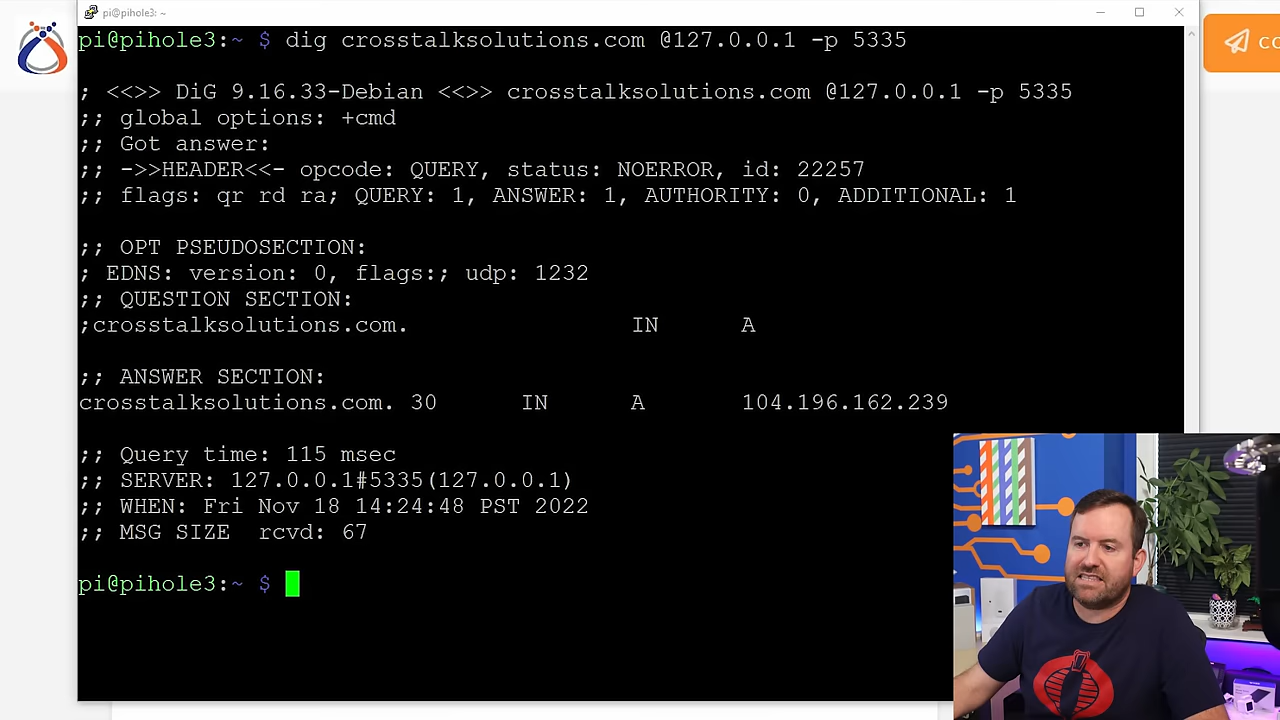 pi@pihole3: ~
pi@pihole3:~ $ dig crosstalksolutions.com @127.0.0.1 -p 5335
; <<>> DiG 9.16.33-Debian <<>> crosstalksolutions.com @127.0.0.1 -p 5335
;; global options: +cmd
;; Got answer:
;; ->>HEADER<<- opcode: QUERY, status: NOERROR, id: 22257
;; flags: qr rd ra; QUERY: 1, ANSWER: 1, AUTHORITY: 0, ADDITIONAL: 1
;; OPT PSEUDOSECTION:
; EDNS: version: 0, flags:; udp: 1232
;; QUESTION SECTION:
;crosstalksolutions.com. IN A
;; ANSWER SECTION:
crosstalksolutions.com. 30 IN A 104.196.162.239
;; Query time: 115 msec
;; SERVER: 127.0.0.1#5335(127.0.0.1)
;; WHEN: Fri Nov 18 14:24:48 PST 2022
;; MSG SIZE rcvd: 67
pi@pihole3:~ $